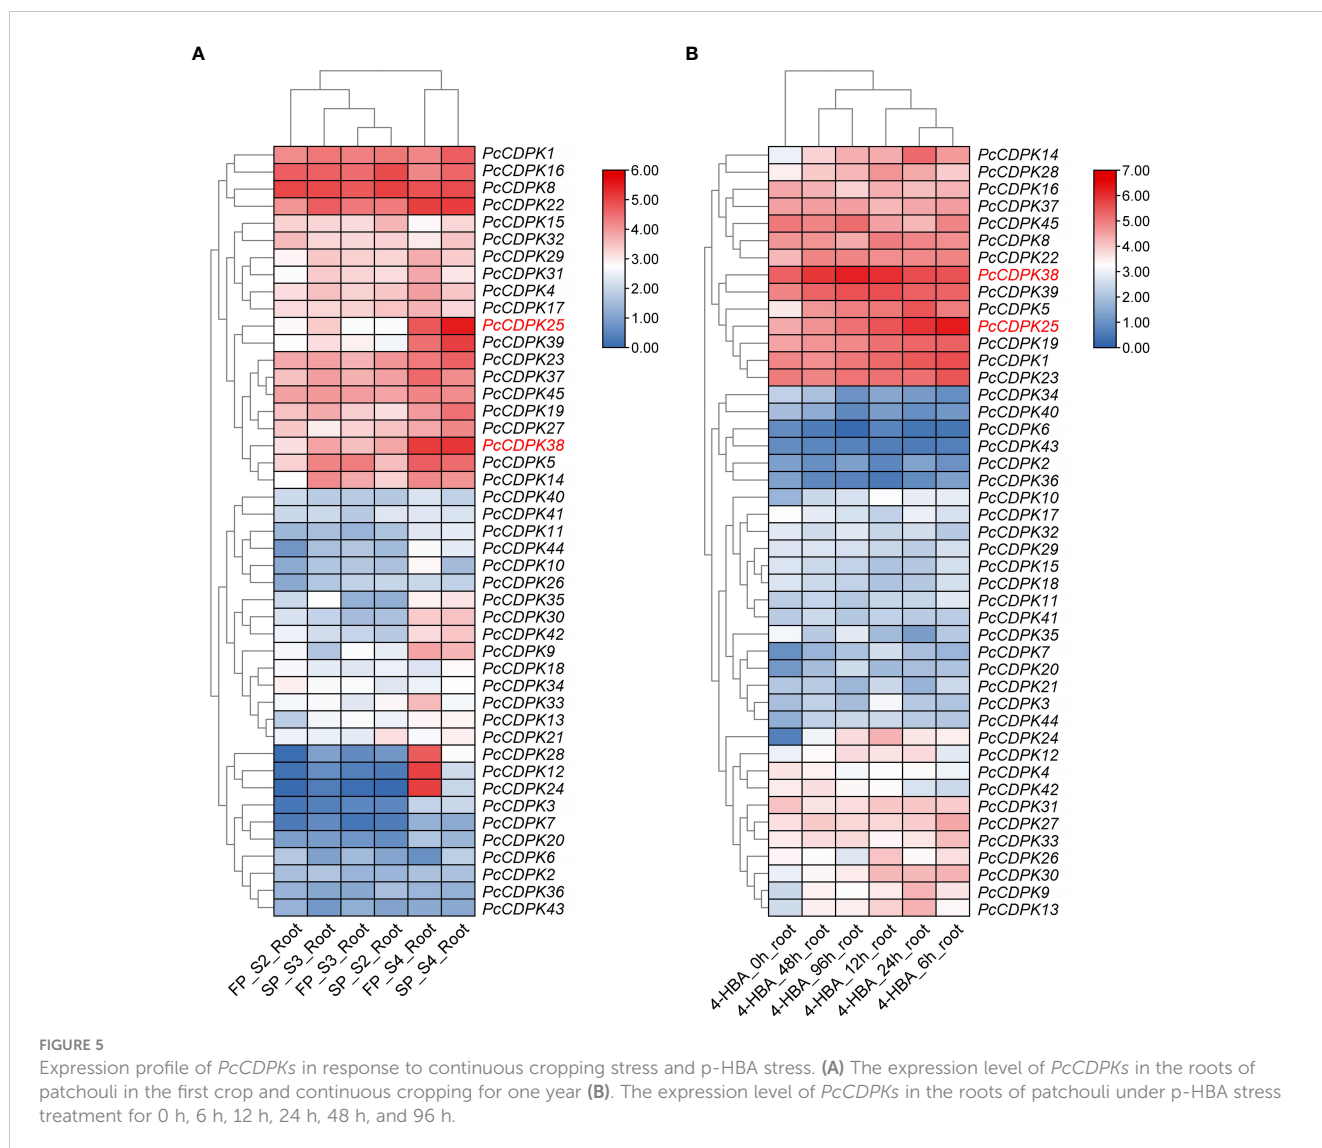 A
B
PcCDPK1
PcCDPK16
PcCDPK8
PcCDPK22
PcCDPK15
PcCDPK32
PcCDPK29
PcCDPK31
PcCDPK4
PcCDPK17
PcCDPK25
PcCDPK39
PcCDPK23
PcCDPK37
PcCDPK45
PcCDPK19
PcCDPK27
PcCDPK38
PcCDPK5
PcCDPK14
PcCDPK40
PcCDPK41
PcCDPK11
PcCDPK44
PcCDPK10
PcCDPK26
PcCDPK35
PcCDPK30
PcCDPK42
PcCDPK9
PcCDPK18
PcCDPK34
PcCDPK33
PcCDPK13
PcCDPK21
PcCDPK28
PcCDPK12
PcCDPK24
PcCDPK3
PcCDPK7
PcCDPK20
PcCDPK6
PcCDPK2
PcCDPK36
PcCDPK43
6.00
5.00
4.00
3.00
2.00
1.00
0.00
FP_S2_Root
SP_S3_Root
FP_S3_Root
SP_S2_Root
FP_S4_Root
SP_S4_Root
PcCDPK14
PcCDPK28
PcCDPK16
PcCDPK37
PcCDPK45
PcCDPK8
PcCDPK22
PcCDPK38
PcCDPK39
PcCDPK5
PcCDPK25
PcCDPK19
PcCDPK1
PcCDPK23
PcCDPK34
PcCDPK40
PcCDPK6
PcCDPK43
PcCDPK2
PcCDPK36
PcCDPK10
PcCDPK17
PcCDPK32
PcCDPK29
PcCDPK15
PcCDPK18
PcCDPK11
PcCDPK41
PcCDPK35
PcCDPK7
PcCDPK20
PcCDPK21
PcCDPK3
PcCDPK44
PcCDPK24
PcCDPK12
PcCDPK4
PcCDPK42
PcCDPK31
PcCDPK27
PcCDPK33
PcCDPK26
PcCDPK30
PcCDPK9
PcCDPK13
7.00
6.00
5.00
4.00
3.00
2.00
1.00
0.00
4-HBA_0h_root
4-HBA_48h_root
4-HBA_96h_root
4-HBA_12h_root
4-HBA_24h_root
4-HBA_6h_root
FIGURE 5
Expression profile of PcCDPKs in response to continuous cropping stress and p-HBA stress. (A) The expression level of PcCDPKs in the roots of
patchouli in the first crop and continuous cropping for one year (B). The expression level of PcCDPKs in the roots of patchouli under p-HBA stress
treatment for 0 h, 6 h, 12 h, 24 h, 48 h, and 96 h.